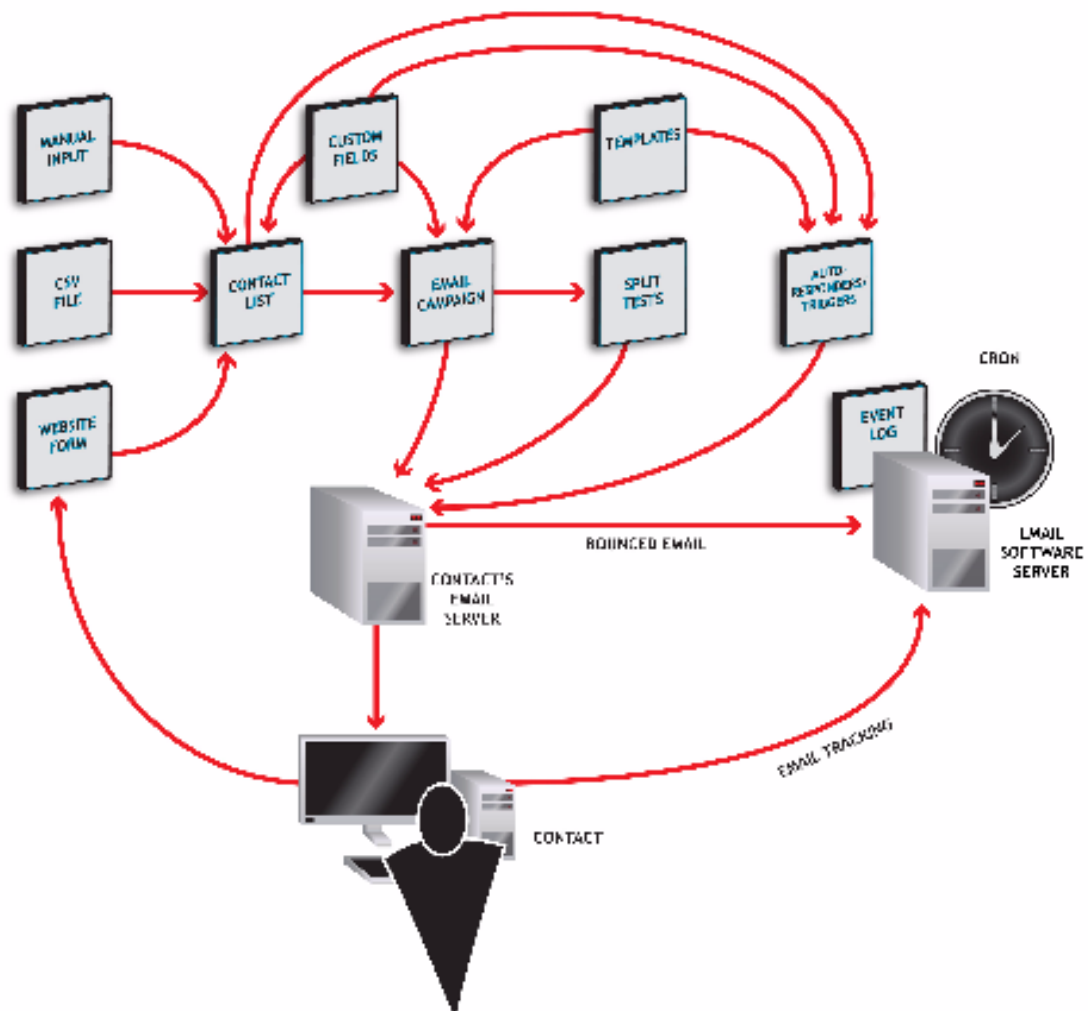 MANUAL
INPUT
CUSTOM
FIELDS
TEMPLATES
CSV
FILE
CONTACT
LIST
EMAIL
CAMPAIGN
SPLIT
TESTS
AUTO-
RESPONDERS/
TRIGGERS
WEBSITE
FORM
CRON
EVENT
LOG
BOUNCED EMAIL
EMAIL
SOFTWARE
SERVER
CONTACT'S
EMAIL
SERVER
EMAIL TRACKING
CONTACT